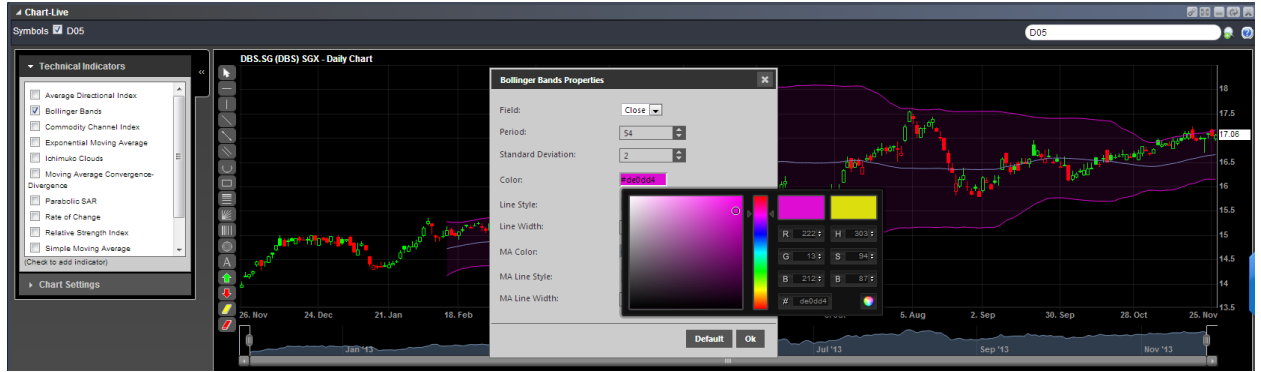 Chart-Live
Symbols D05
D05
Technical Indicators
Average Directional Index
Bollinger Bands
Commodity Channel Index
Exponential Moving Average
Ichimuko Clouds
Moving Average Convergence-
Divergence
Parabolio SAR
Rate of Change
Relative Strength Index
Simple Moving Average
(Check to add indicator)
Chart Settings
DBS.SG (DBS) SGX - Daily Chart
Bollinger Bands Properties
Field: Close
Period: 54
Standard Deviation: 2
Color: #de0dd4
Line Style:
Line Width:
MA Color:
MA Line Style:
MA Line Width:
R 222 H 303
G 13 S 94
B 212 B 87
# de0dd4
Default Ok
18
17.5
17.06
16.5
16
15.5
15
14.5
14
13.5
26. Nov 24. Dec 21. Jan 18. Feb 5. Aug 2. Sep 30. Sep 28. Oct 25. Nov
Jan '13 Jul '13 Sep '13 Nov '13